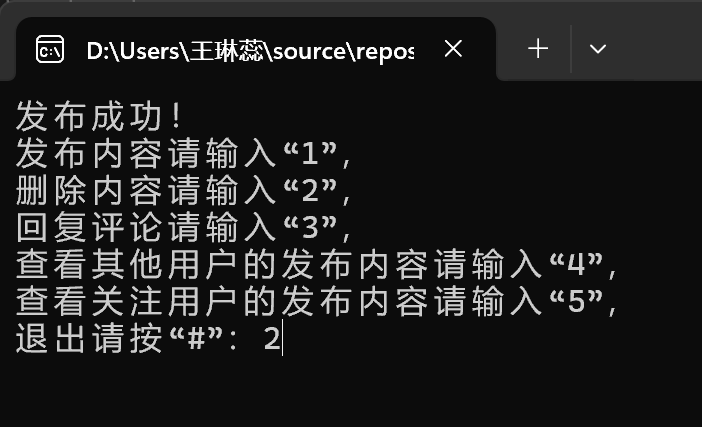 D:\Users\王琳蕊\source\repos
发布成功！
发布内容请输入“1”，
删除内容请输入“2”，
回复评论请输入“3”，
查看其他用户的发布内容请输入“4”，
查看关注用户的发布内容请输入“5”，
退出请按“#”：2